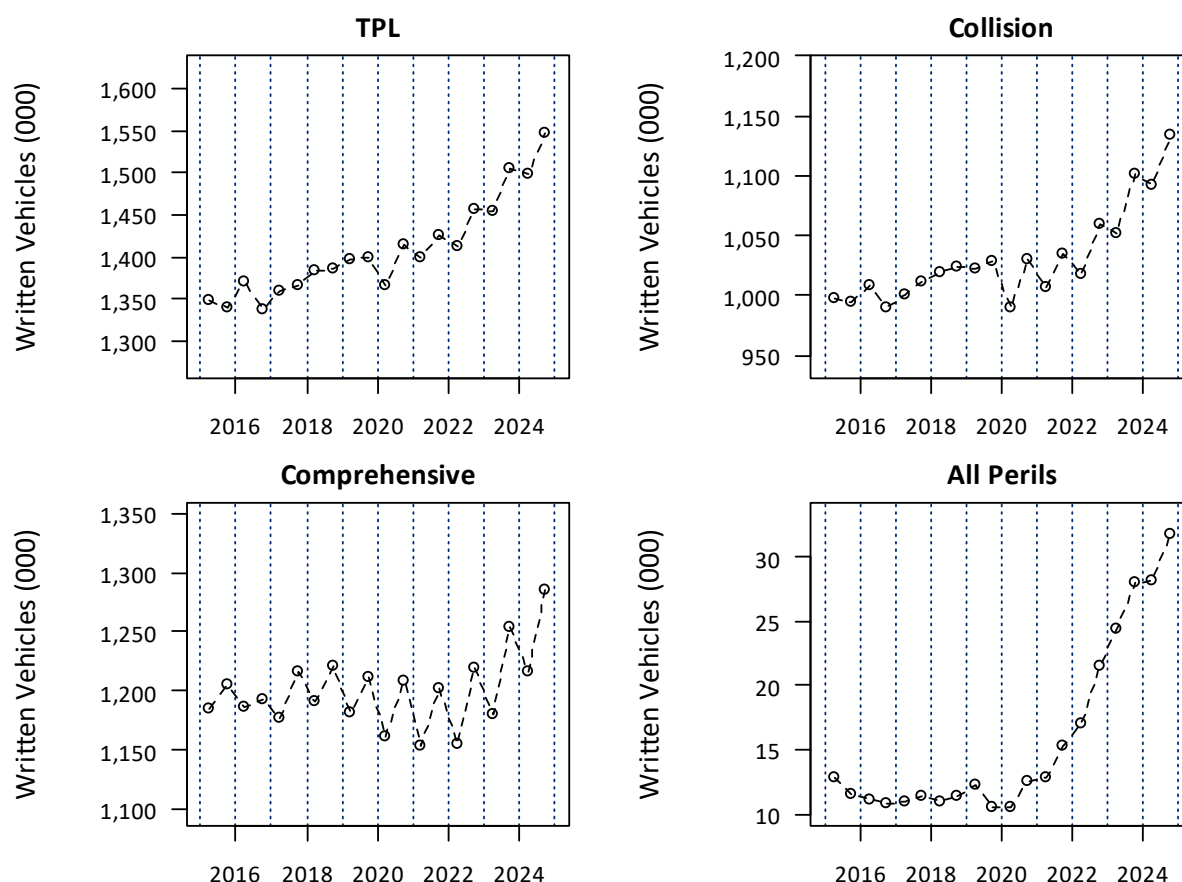 TPL
Written Vehicles (000)
1,600
1,550
1,500
1,450
1,400
1,350
1,300
2016 2018 2020 2022 2024
Collision
Written Vehicles (000)
1,200
1,150
1,100
1,050
1,000
950
2016 2018 2020 2022 2024
Comprehensive
Written Vehicles (000)
1,350
1,300
1,250
1,200
1,150
1,100
2016 2018 2020 2022 2024
All Perils
Written Vehicles (000)
30
25
20
15
10
2016 2018 2020 2022 2024